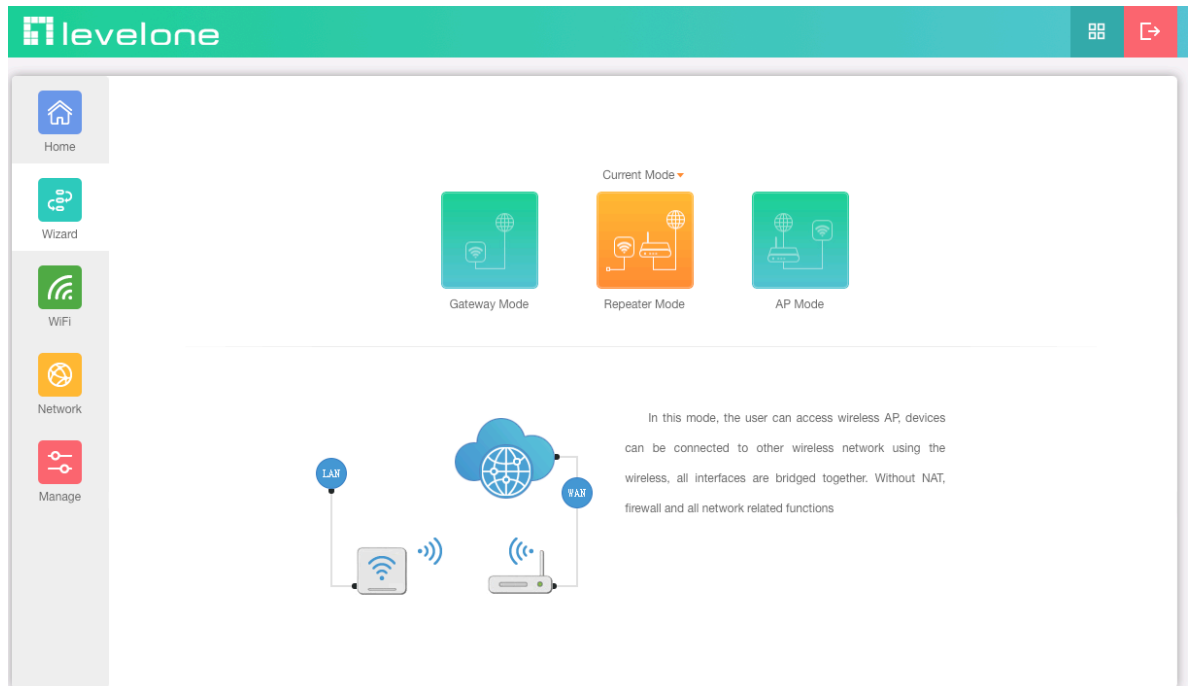 levelone
Home
Wizard
WiFi
Network
Manage
Current Mode
Gateway Mode
Repeater Mode
AP Mode
LAN
WAN
In this mode, the user can access wireless AP, devices
can be connected to other wireless network using the
wireless, all interfaces are bridged together. Without NAT,
firewall and all network related functions